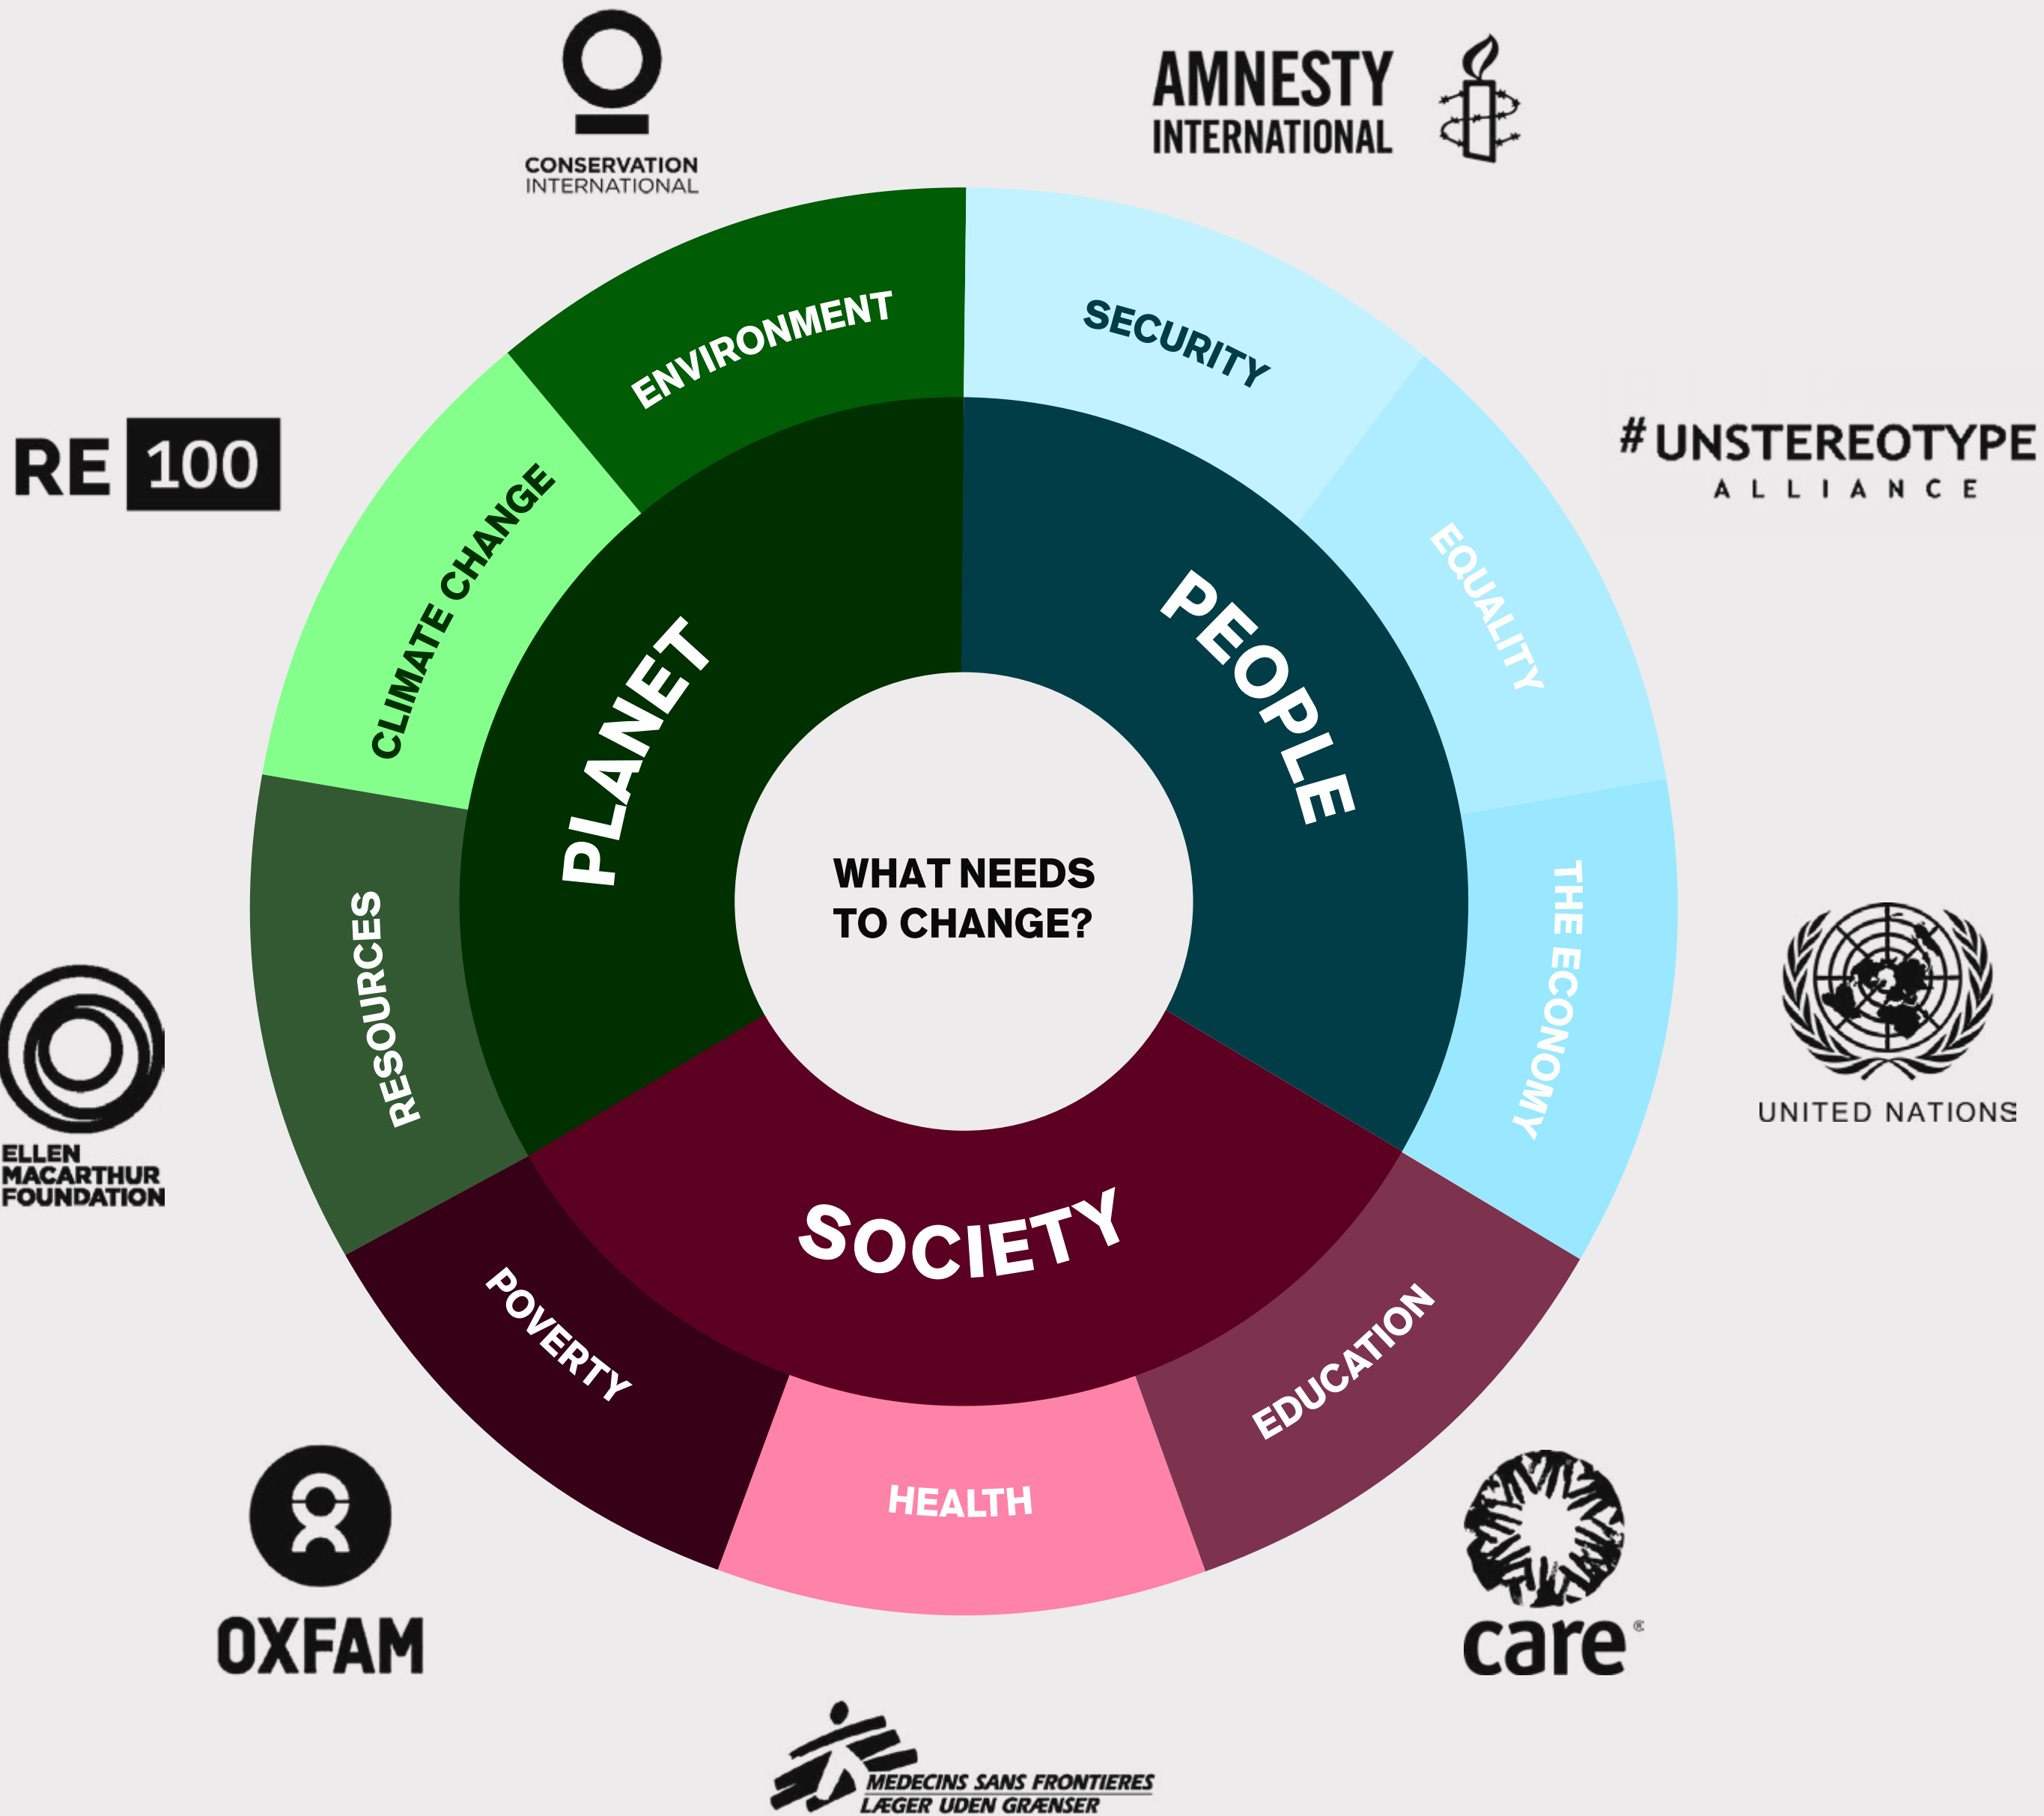 CONSERVATION
INTERNATIONAL
AMNESTY
INTERNATIONAL
RE 100
#UNSTEREOTYPE
ALLIANCE
ENVIRONMENT
SECURITY
CLIMATE CHANGE
EQUALITY
PLANET
PEOPLE
WHAT NEEDS
TO CHANGE?
RESOURCES
THE ECONOMY
ELLEN
MACARTHUR
FOUNDATION
UNITED NATIONS
SOCIETY
POVERTY
EDUCATION
HEALTH
OXFAM
care®
MEDECINS SANS FRONTIERES
LÆGER UDEN GRÆNSER